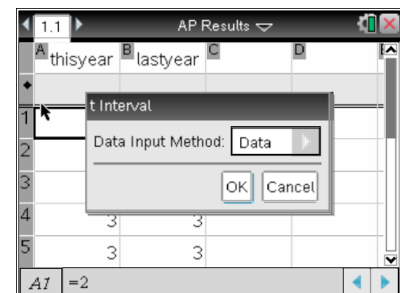 1.1 AP Results
A thisyear B lastyear C D
1
t Interval
Data Input Method: Data
2
3
OK Cancel
4 3 3
5 3 3
A1 =2